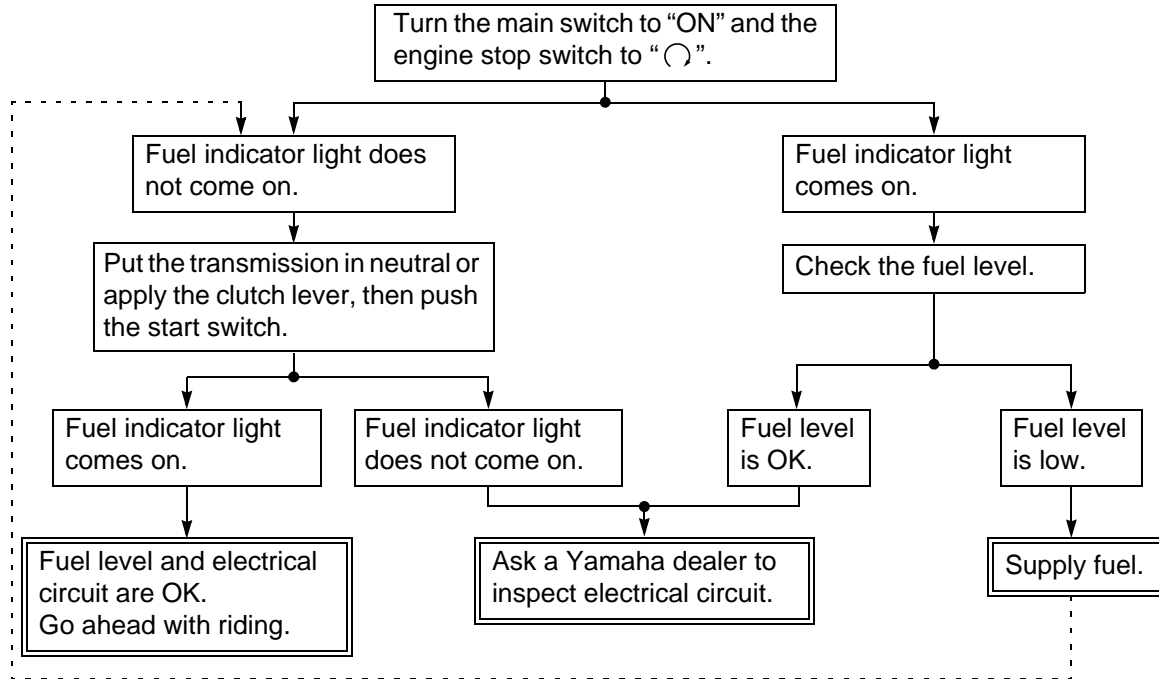 Turn the main switch to “ON” and the
engine stop switch to “ ”.
Fuel indicator light does
not come on.
Fuel indicator light
comes on.
Put the transmission in neutral or
apply the clutch lever, then push
the start switch.
Check the fuel level.
Fuel indicator light
comes on.
Fuel indicator light
does not come on.
Fuel level
is OK.
Fuel level
is low.
Fuel level and electrical
circuit are OK.
Go ahead with riding.
Ask a Yamaha dealer to
inspect electrical circuit.
Supply fuel.